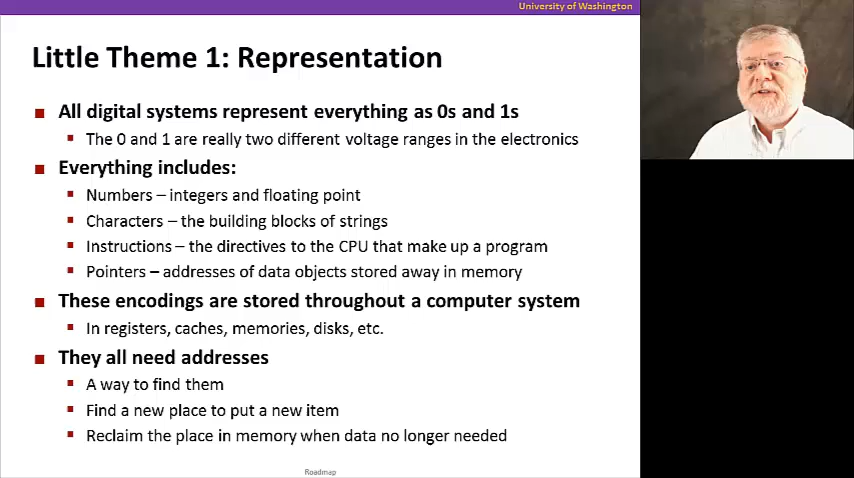 University of Washington
Little Theme 1: Representation
All digital systems represent everything as 0s and 1s
The 0 and 1 are really two different voltage ranges in the electronics
Everything includes:
Numbers – integers and floating point
Characters – the building blocks of strings
Instructions – the directives to the CPU that make up a program
Pointers – addresses of data objects stored away in memory
These encodings are stored throughout a computer system
In registers, caches, memories, disks, etc.
They all need addresses
A way to find them
Find a new place to put a new item
Reclaim the place in memory when data no longer needed
Roadmap